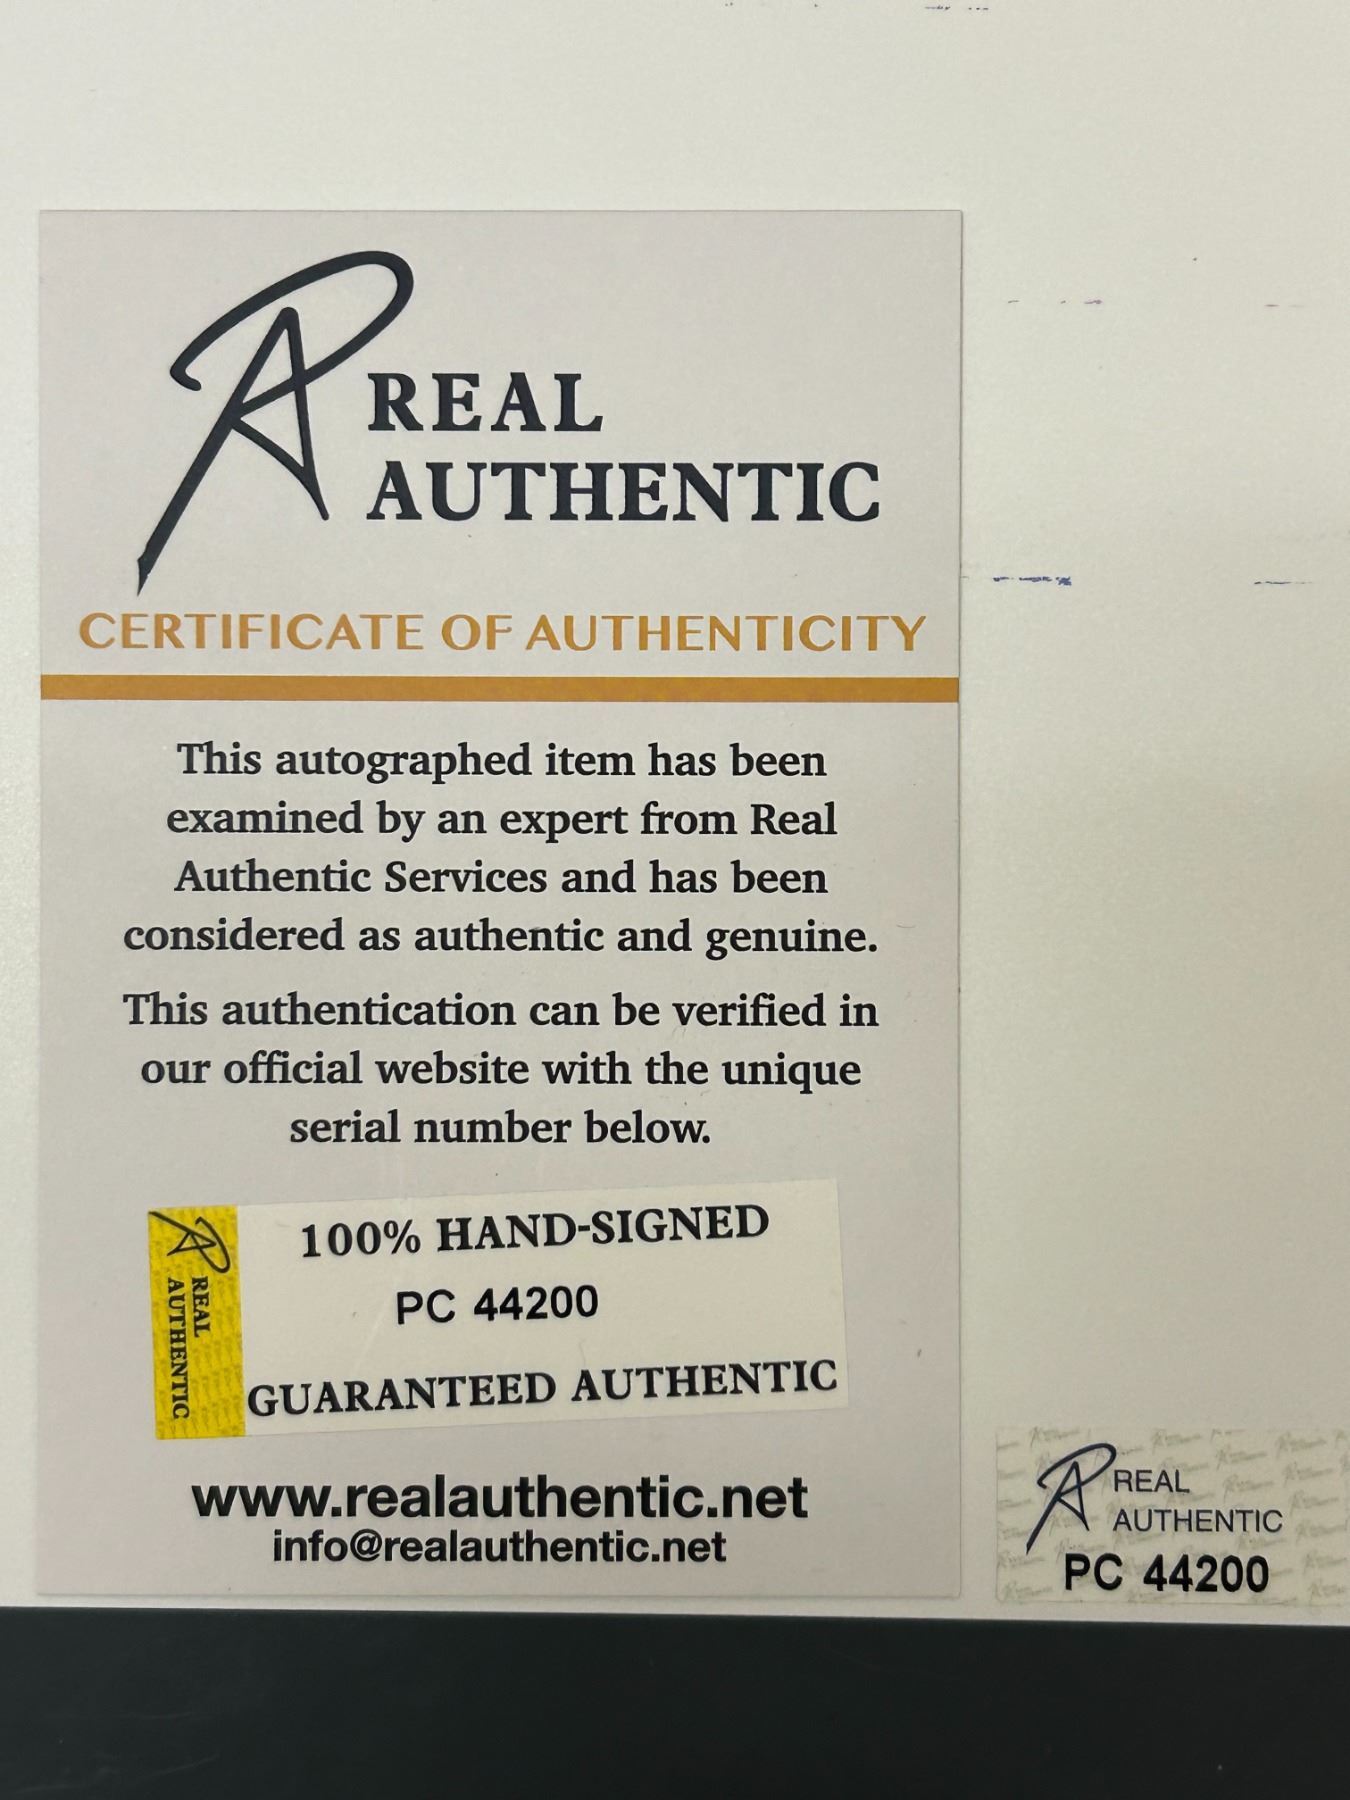 REAL
AUTHENTIC
CERTIFICATE OF AUTHENTICITY
This autographed item has been
examined by an expert from Real
Authentic Services and has been
considered as authentic and genuine.
This authentication can be verified in
our official website with the unique
serial number below.
REAL
AUTHENTIC
100% HAND-SIGNED
PC 44200
GUARANTEED AUTHENTIC
www.realauthentic.net
info@realauthentic.net
REAL
AUTHENTIC
PC 44200